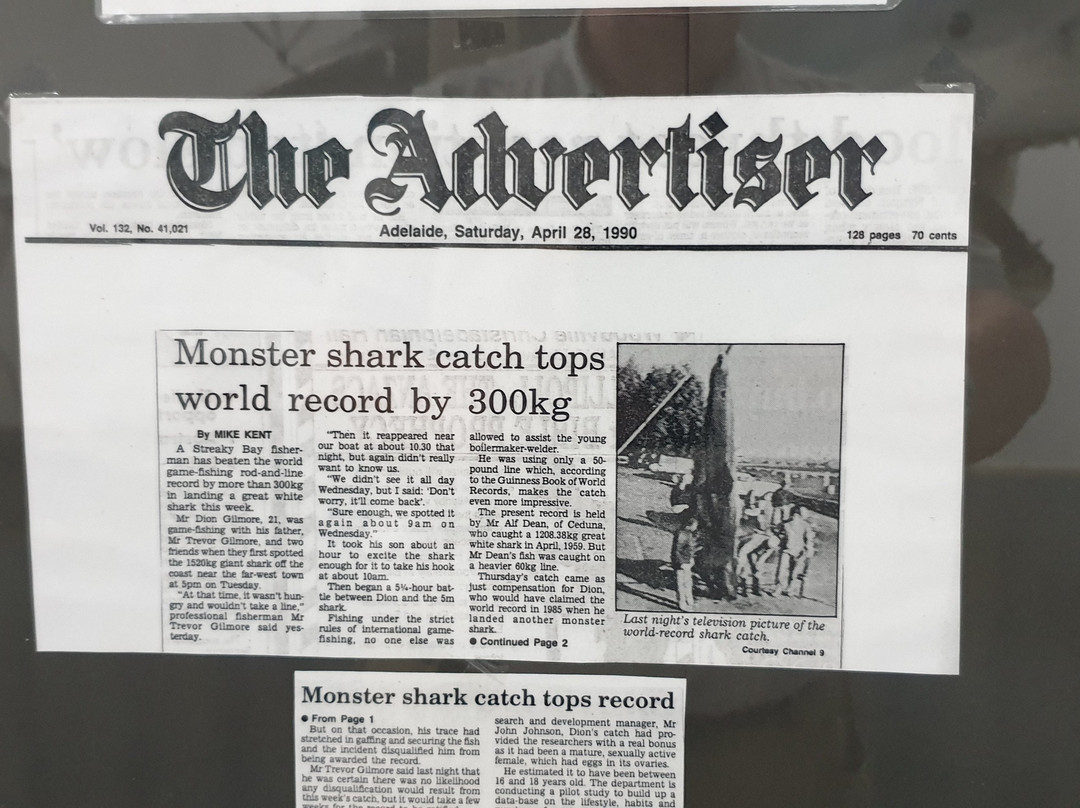 The Advertiser
Vol. 132, No. 41,021
Adelaide, Saturday, April 28, 1990
128 pages 70 cents
Monster shark catch tops
world record by 300kg
By MIKE KENT
A Streaky Bay fisher-
man has beaten the world
game-fishing rod-and-line
record by more than 300kg
in landing a great white
shark this week.
Mr Dion Gilmore, 21, was
game-fishing with his father,
Mr Trevor Gilmore, and two
friends when they first spotted
the 1520kg giant shark off the
coast near the far-west town
at 5pm on Tuesday.
"At that time, it wasn't hun-
gry and wouldn't take a line,"
professional fisherman Mr
Trevor Gilmore said yes-
terday.
"Then it reappeared near
our boat at about 10.30 that
night, but again didn't really
want to know us.
"We didn't see it all day
Wednesday, but I said: 'Don't
worry, it'll come back'.
"Sure enough, we spotted it
again about 9am on
Wednesday."
It took his son about an
hour to excite the shark
enough for it to take his hook
at about 10am.
Then began a 5¼-hour bat-
tle between Dion and the 5m
shark.
Fishing under the strict
rules of international game-
fishing, no one else was
allowed to assist the young
boilermaker-welder.
He was using only a 50-
pound line which, according
to the Guinness Book of World
Records, makes the catch
even more impressive.
The present record is held
by Mr Alf Dean, of Ceduna,
who caught a 1208.38kg great
white shark in April, 1959. But
Mr Dean's fish was caught on
a heavier 60kg line.
Thursday's catch came as
just compensation for Dion,
who would have claimed the
world record in 1985 when he
landed another monster
shark.
● Continued Page 2
Last night's television picture of the
world-record shark catch.
Courtesy Channel 9
Monster shark catch tops record
● From Page 1
But on that occasion, his trace had
stretched in gaffing and securing the fish
and the incident disqualified him from
being awarded the record.
Mr Trevor Gilmore said last night that
he was certain there was no likelihood
any disqualification would result from
this week's catch, but it would take a few
search and development manager, Mr
John Johnson, Dion's catch had pro-
vided the researchers with a real bonus
as it had been a mature, sexually active
female, which had eggs in its ovaries.
He estimated it to have been between
16 and 18 years old. The department is
conducting a pilot study to build up a
data-base on the lifestyle, habits and